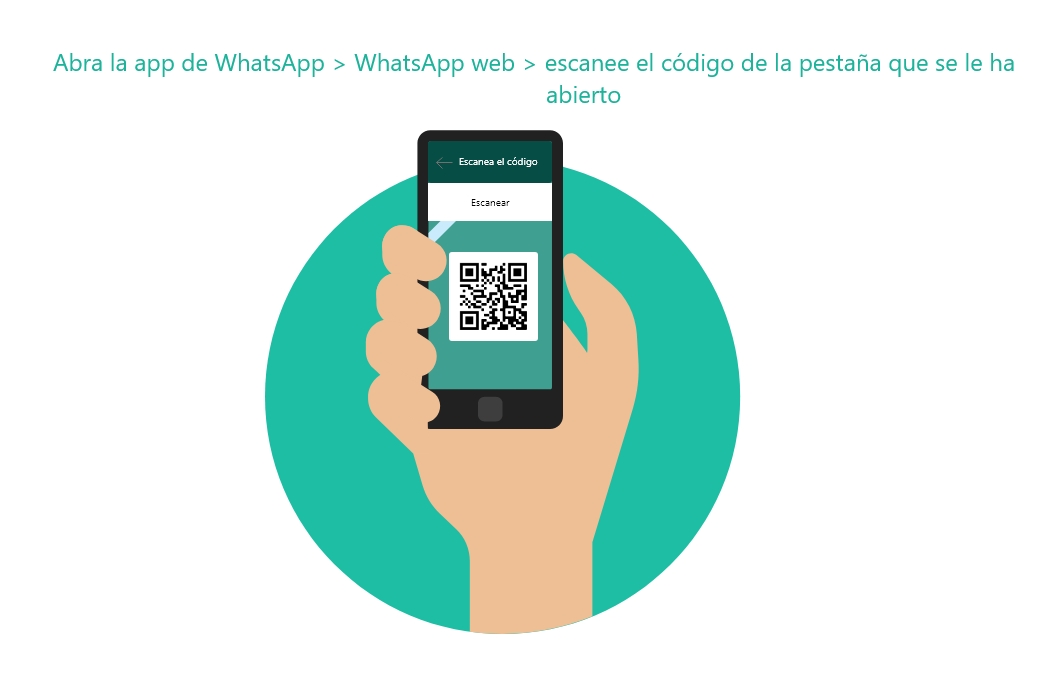 Abra la app de WhatsApp > WhatsApp web > escanee el código de la pestaña que se le ha
abierto
Escanea el código
Escanear